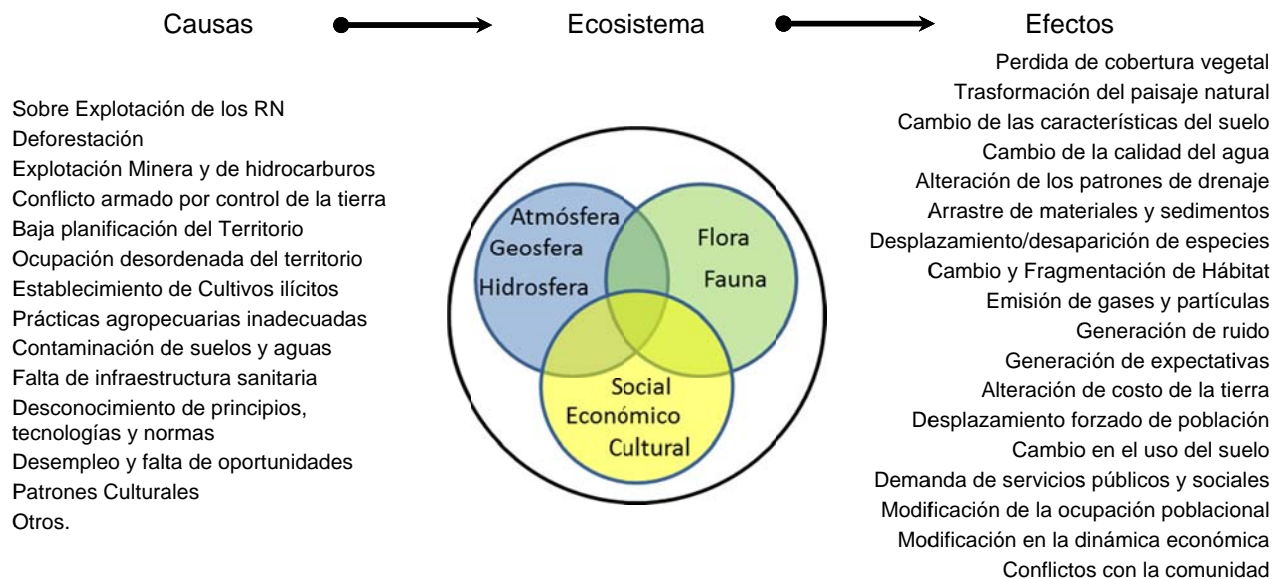 Causas
Ecosistema
Efectos
Sobre Explotación de los RN
Deforestación
Explotación Minera y de hidrocarburos
Conflicto armado por control de la tierra
Baja planificación del Territorio
Ocupación desordenada del territorio
Establecimiento de Cultivos ilícitos
Prácticas agropecuarias inadecuadas
Contaminación de suelos y aguas
Falta de infraestructura sanitaria
Desconocimiento de principios,
tecnologías y normas
Desempleo y falta de oportunidades
Patrones Culturales
Otros.
Atmósfera
Geosfera
Hidrosfera
Flora
Fauna
Social
Económico
Cultural
Perdida de cobertura vegetal
Trasformación del paisaje natural
Cambio de las características del suelo
Cambio de la calidad del agua
Alteración de los patrones de drenaje
Arrastre de materiales y sedimentos
Desplazamiento/desaparición de especies
Cambio y Fragmentación de Hábitat
Emisión de gases y partículas
Generación de ruido
Generación de expectativas
Alteración de costo de la tierra
Desplazamiento forzado de población
Cambio en el uso del suelo
Demanda de servicios públicos y sociales
Modificación de la ocupación poblacional
Modificación en la dinámica económica
Conflictos con la comunidad